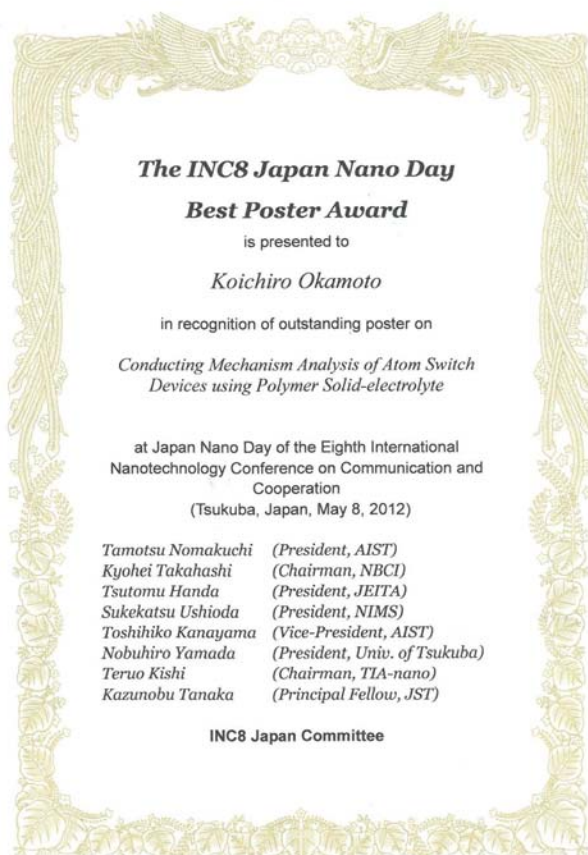 The INC8 Japan Nano Day
Best Poster Award
is presented to
Koichiro Okamoto
in recognition of outstanding poster on
Conducting Mechanism Analysis of Atom Switch
Devices using Polymer Solid-electrolyte
at Japan Nano Day of the Eighth International
Nanotechnology Conference on Communication and
Cooperation
(Tsukuba, Japan, May 8, 2012)
Tamotsu Nomakuchi (President, AIST)
Kyohei Takahashi (Chairman, NBCI)
Tsutomu Handa (President, JEITA)
Sukekatsu Ushioda (President, NIMS)
Toshihiko Kanayama (Vice-President, AIST)
Nobuhiro Yamada (President, Univ. of Tsukuba)
Teruo Kishi (Chairman, TIA-nano)
Kazunobu Tanaka (Principal Fellow, JST)
INC8 Japan Committee